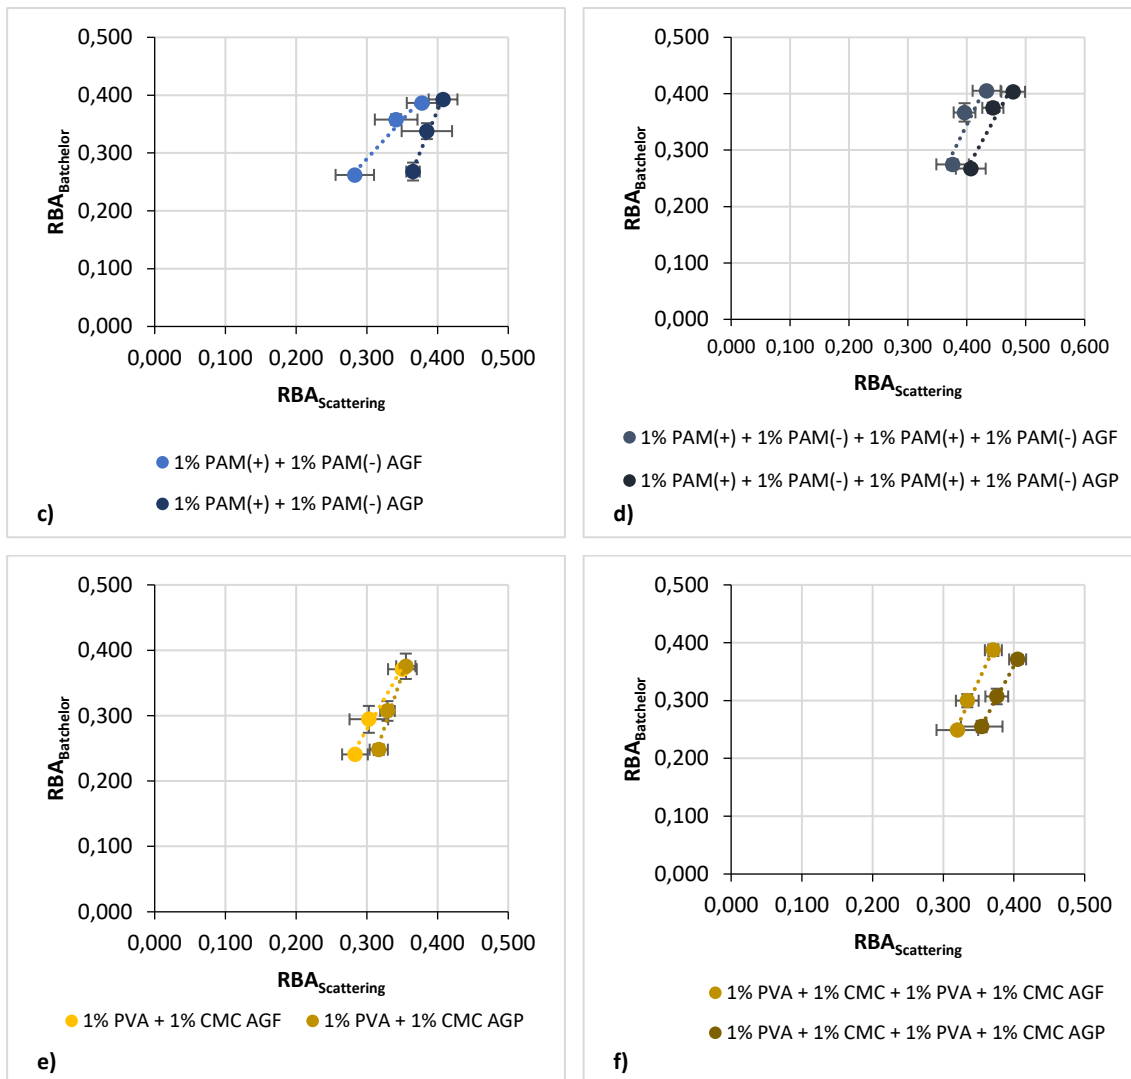 0,500
0,400
0,300
0,200
0,100
0,000
RBA_Batchelor
0,000 0,100 0,200 0,300 0,400 0,500
RBA_Scattering
1% PAM(+) + 1% PAM(-) AGF
1% PAM(+) + 1% PAM(-) AGP
c)
0,500
0,400
0,300
0,200
0,100
0,000
RBA_Batchelor
0,000 0,100 0,200 0,300 0,400 0,500 0,600
RBA_Scattering
1% PAM(+) + 1% PAM(-) + 1% PAM(+) + 1% PAM(-) AGF
1% PAM(+) + 1% PAM(-) + 1% PAM(+) + 1% PAM(-) AGP
d)
0,500
0,400
0,300
0,200
0,100
0,000
RBA_Batchelor
0,000 0,100 0,200 0,300 0,400 0,500
RBA_Scattering
1% PVA + 1% CMC AGF 1% PVA + 1% CMC AGP
e)
0,500
0,400
0,300
0,200
0,100
0,000
RBA_Batchelor
0,000 0,100 0,200 0,300 0,400 0,500
RBA_Scattering
1% PVA + 1% CMC + 1% PVA + 1% CMC AGF
1% PVA + 1% CMC + 1% PVA + 1% CMC AGP
f)